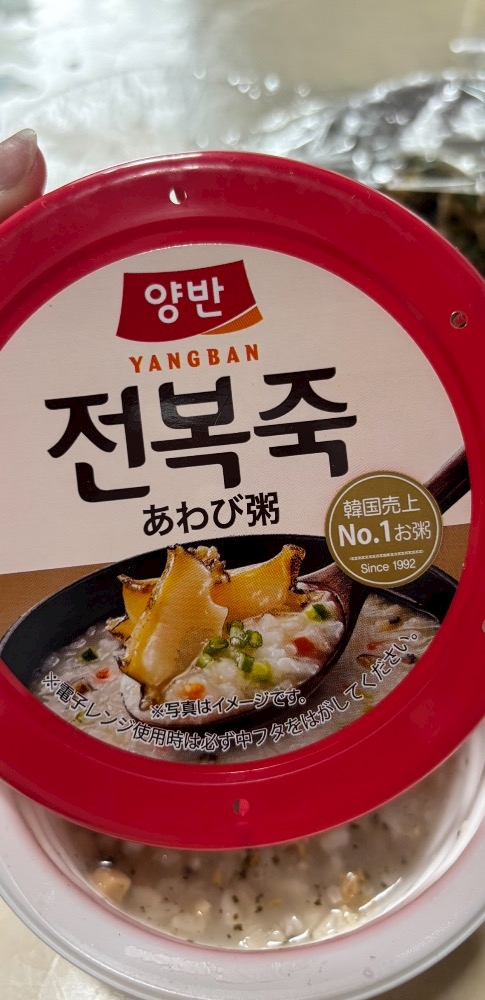 양반
YANGBAN
전복죽
あわび粥
韓国売上
No.1お粥
Since 1992
※写真はイメージです。
※電子レンジ使用時は必ず中フタをはがしてください。